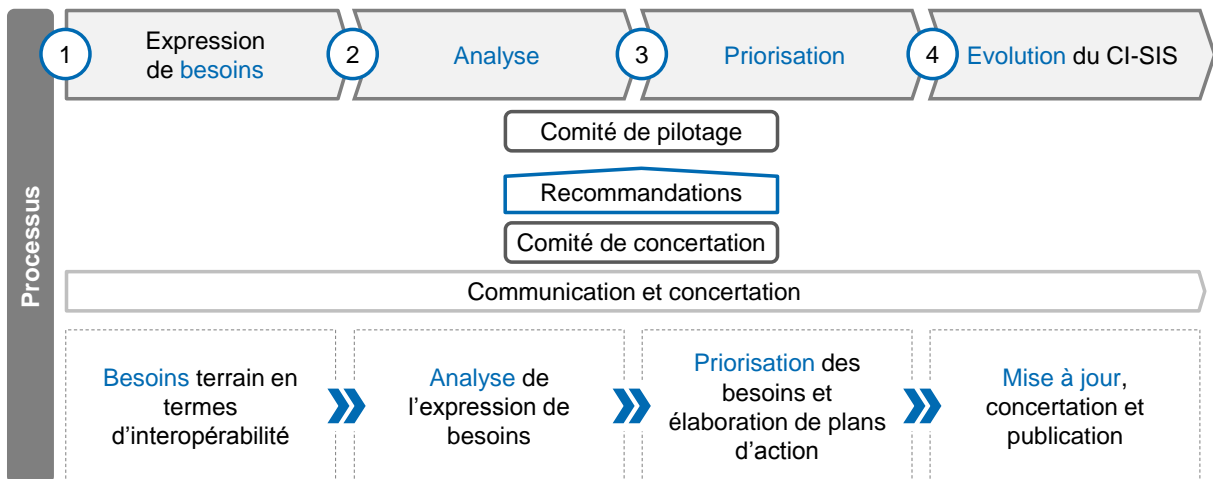 Processus
1
Expression
de besoins
2
Analyse
3
Priorisation
4
Evolution du CI-SIS
Comité de pilotage
Recommandations
Comité de concertation
Communication et concertation
Besoins terrain en
termes
d'interopérabilité
Analyse de
l'expression de
besoins
Priorisation des
besoins et
élaboration de plans
d'action
Mise à jour,
concertation et
publication